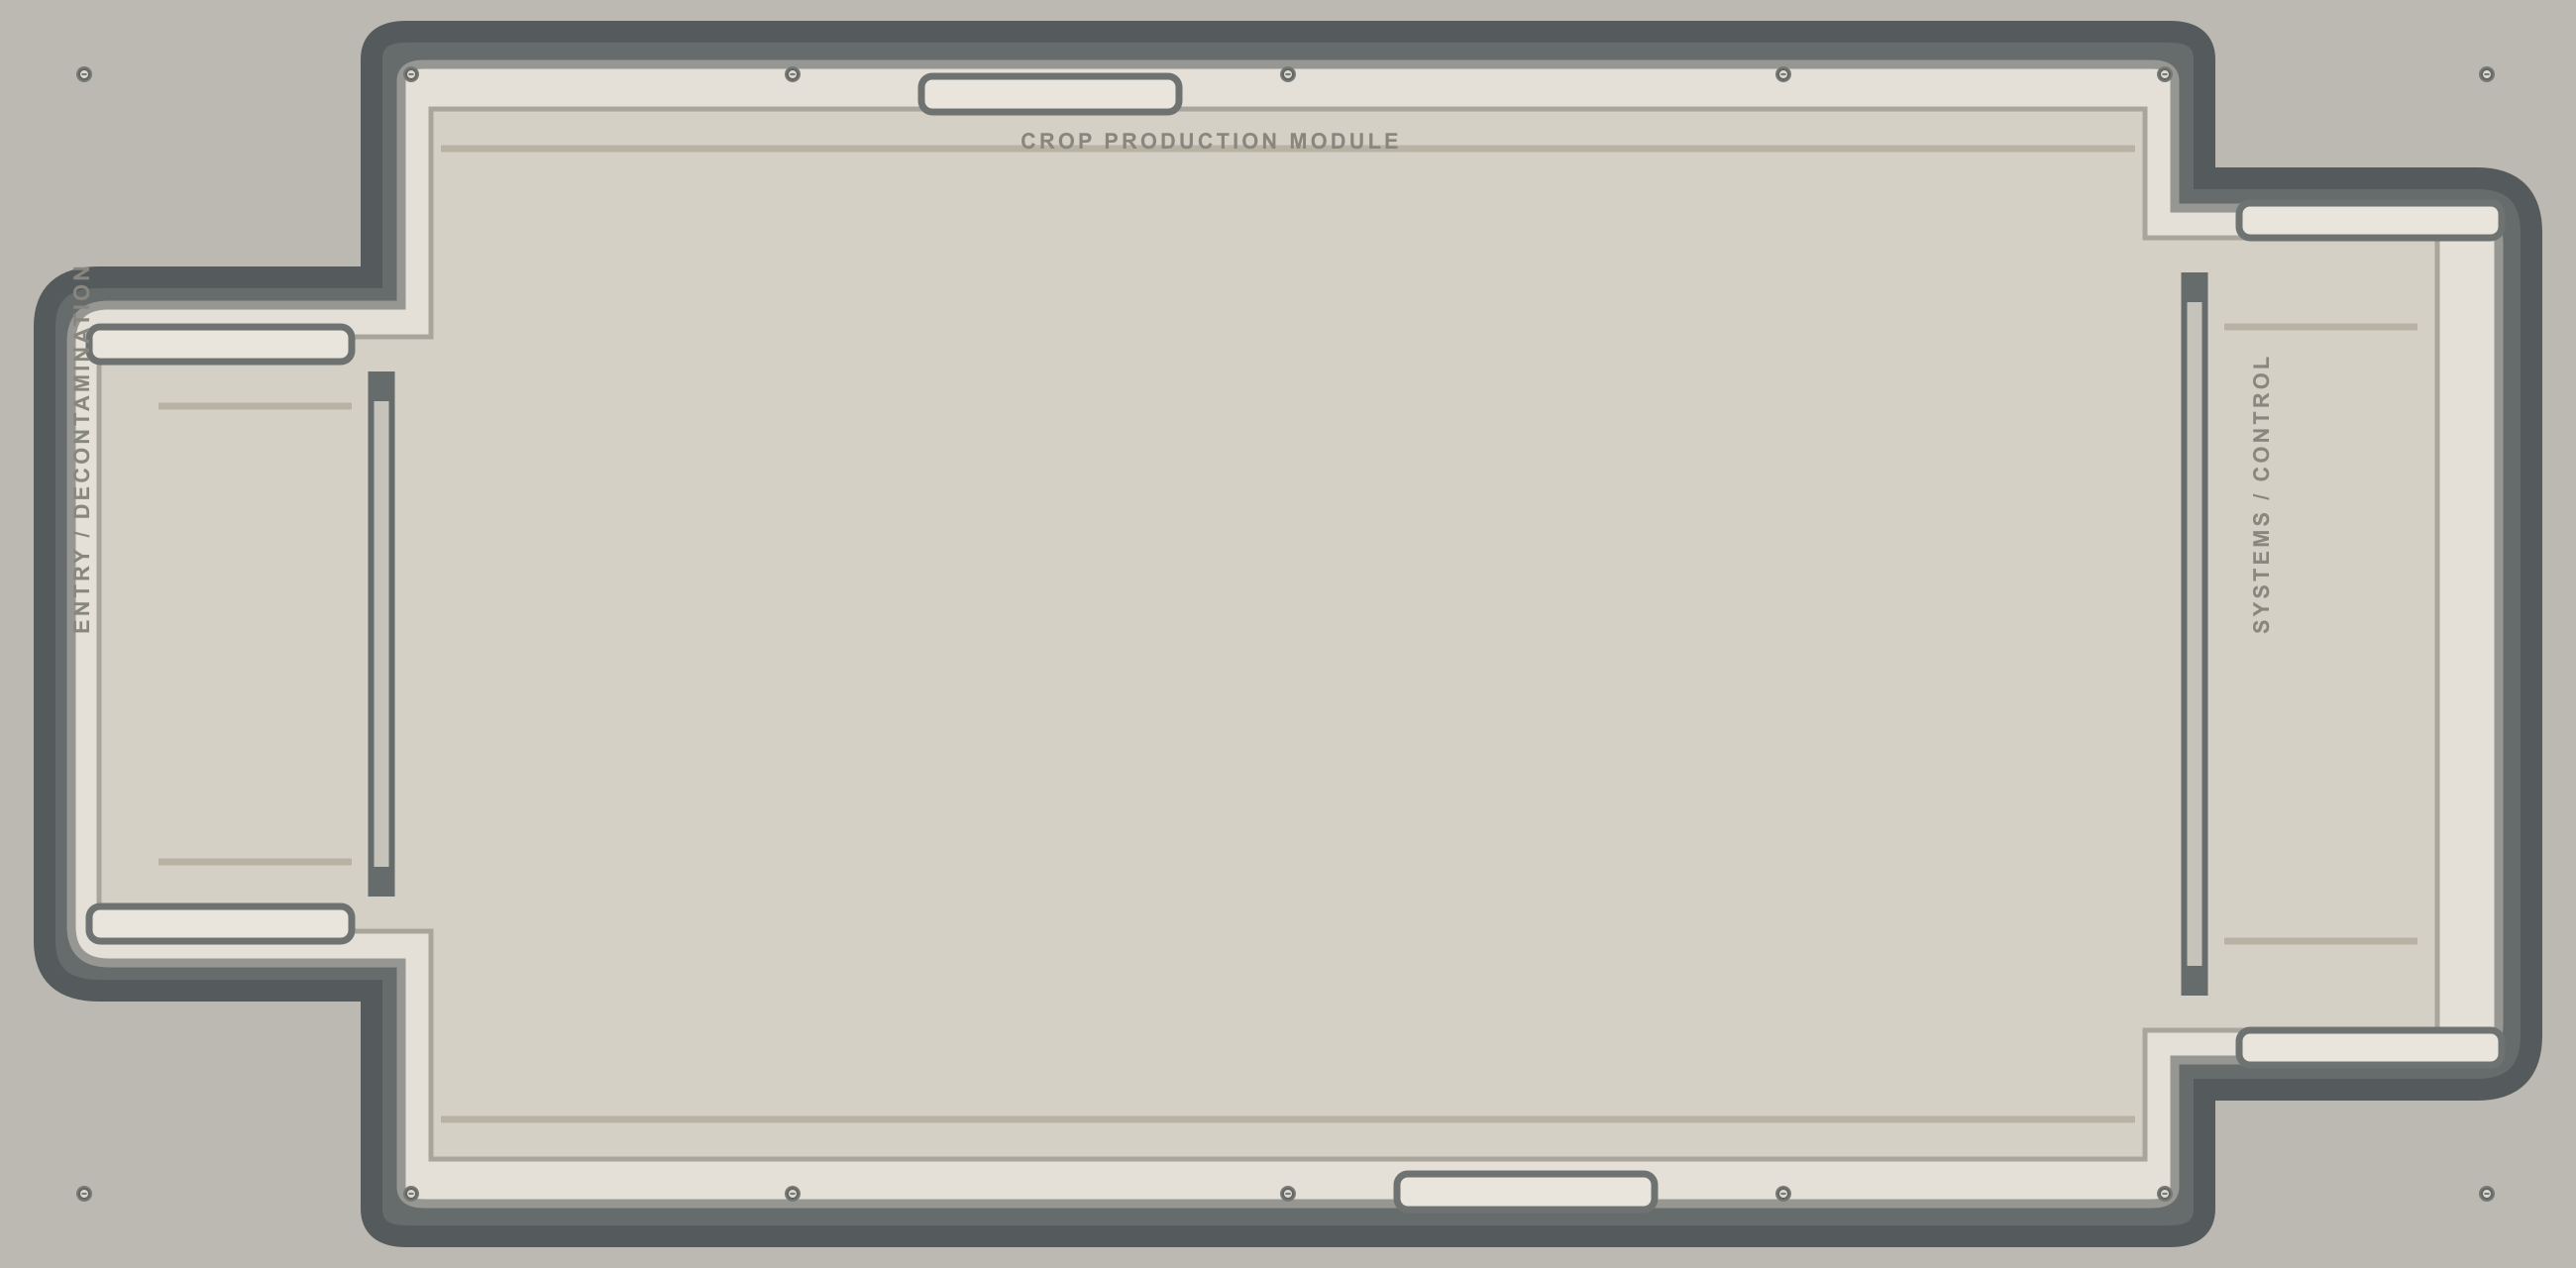 CROP PRODUCTION MODULE
ENTRY / DECONTAMINATION
SYSTEMS / CONTROL